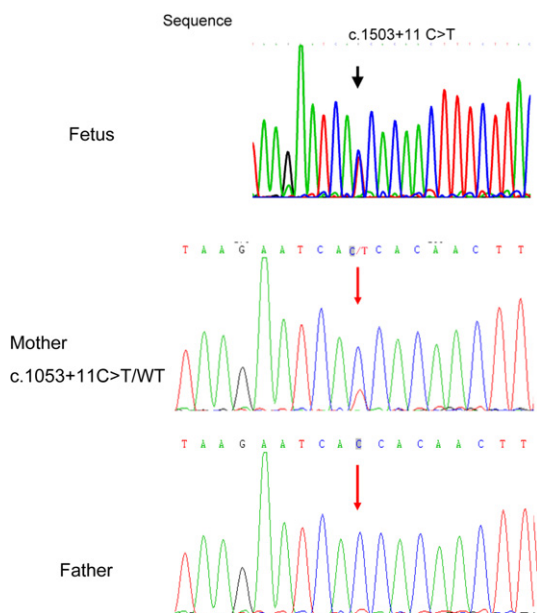 Sequence
c.1503+11 C>T
Fetus
T A A G A A T C A C/T C A C A A C T T
Mother
c.1053+11C>T/WT
T A A G A A T C A C C A C A A C T T
Father